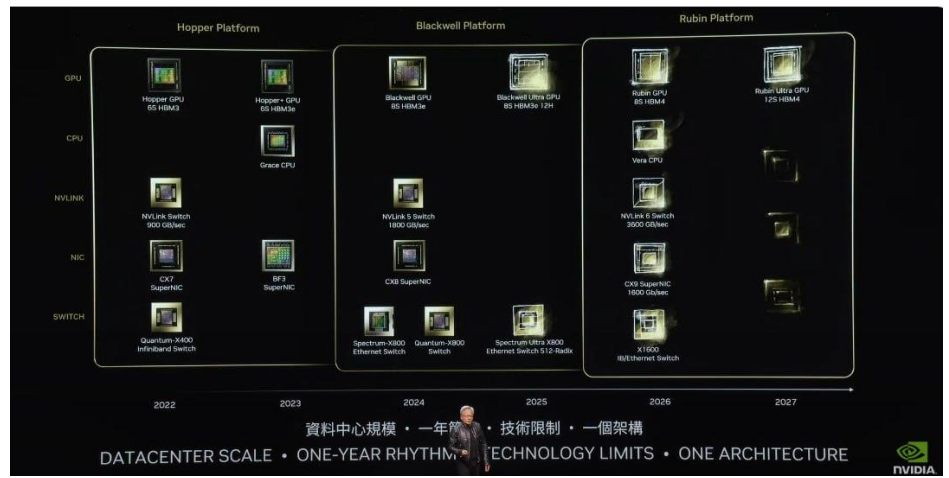 Hopper Platform
Blackwell Platform
Rubin Platform
GPU
Hopper GPU
6S HBM3
Hopper+ GPU
6S HBM3e
Blackwell GPU
8S HBM3e
Blackwell Ultra GPU
8S HBM3e 12H
Rubin GPU
8S HBM4
Rubin Ultra GPU
12S HBM4
CPU
Grace CPU
Vera CPU
NVLINK
NVLink Switch
900 GB/sec
NVLink 5 Switch
1800 GB/sec
NVLink 6 Switch
3600 GB/sec
NIC
CX7
SuperNIC
BF3
SuperNIC
CX8 SuperNIC
CX9 SuperNIC
1600 Gb/sec
SWITCH
Quantum-X400
Infiniband Switch
Spectrum-X800
Ethernet Switch
Quantum-X800
Switch
Spectrum Ultra X800
Ethernet Switch 512-Radix
X1600
IB/Ethernet Switch
2022
2023
2024
2025
2026
2027
資料中心規模 • 一年 • 技術限制 • 一個架構
DATACENTER SCALE • ONE-YEAR RHYTHM TECHNOLOGY LIMITS • ONE ARCHITECTURE
NVIDIA